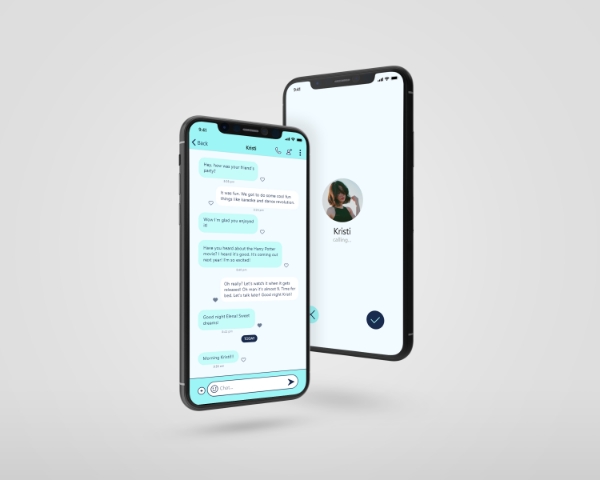 9:41
Back
Kristi
Hey, how was your friend's
party?
It was fun. We got to do some cool fun
things like karaoke and dance revolution.
Wow I'm glad you enjoyed
it!
Have you heard about the Harry Potter
movie? I heard it's good. It's coming out
next year! I'm so excited!
Oh really? Let's watch it when it gets
released! Oh man it's almost 11. Time for
bed. Let's talk later! Good night Kristi!
Good night Elena! Sweet
dreams!
TODAY
Morning Kristi!!
Chat...
9:41
Kristi
calling...